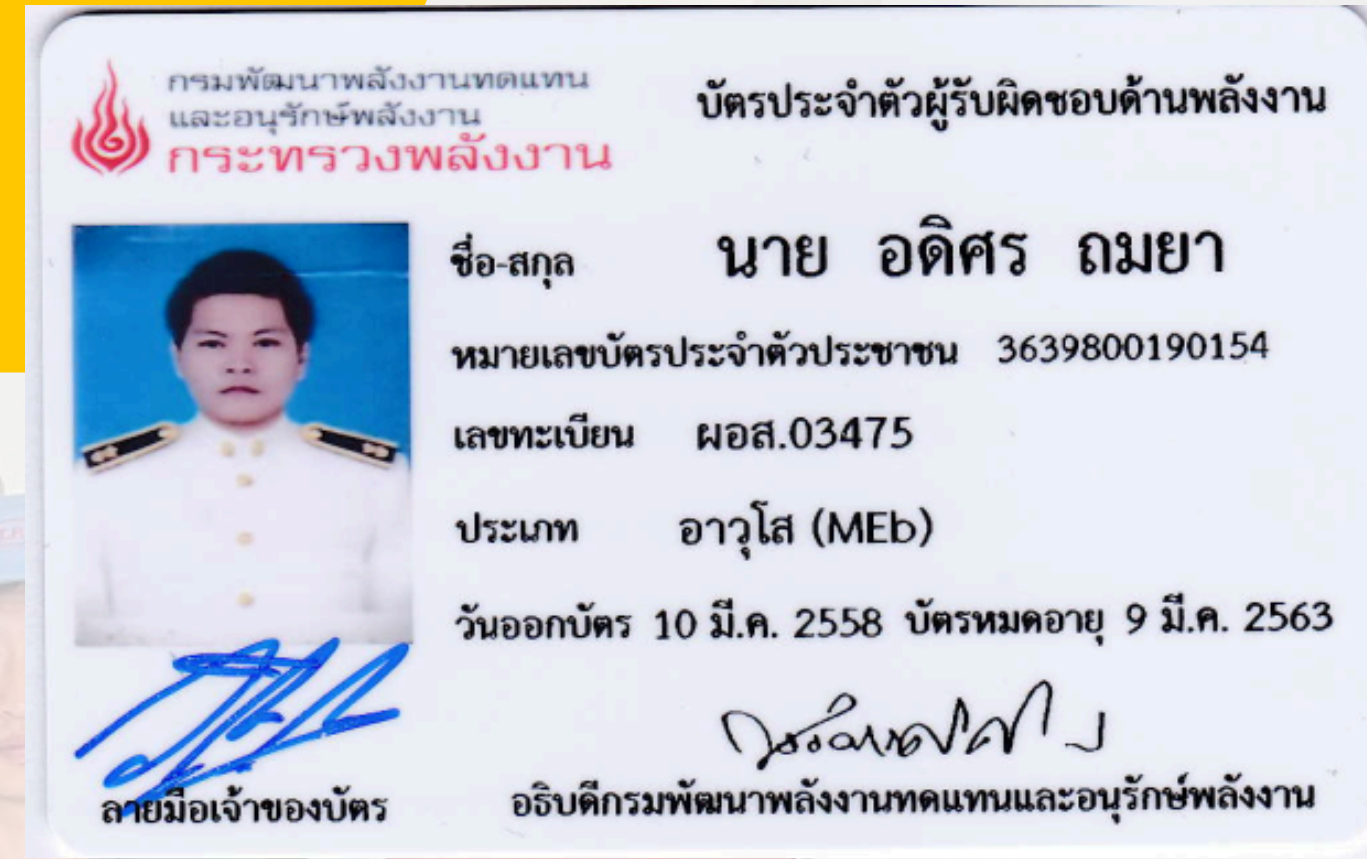 กรมพัฒนาพลังงานทดแทน
และอนุรักษ์พลังงาน
กระทรวงพลังงาน
บัตรประจำตัวผู้รับผิดชอบด้านพลังงาน
ชื่อ-สกุล นาย อดิศร ถมยา
หมายเลขบัตรประจำตัวประชาชน 3639800190154
เลขทะเบียน ผอส.03475
ประเภท อาวุโส (MEb)
วันออกบัตร 10 มี.ค. 2558 บัตรหมดอายุ 9 มี.ค. 2563
ลายมือเจ้าของบัตร
อธิบดีกรมพัฒนาพลังงานทดแทนและอนุรักษ์พลังงาน